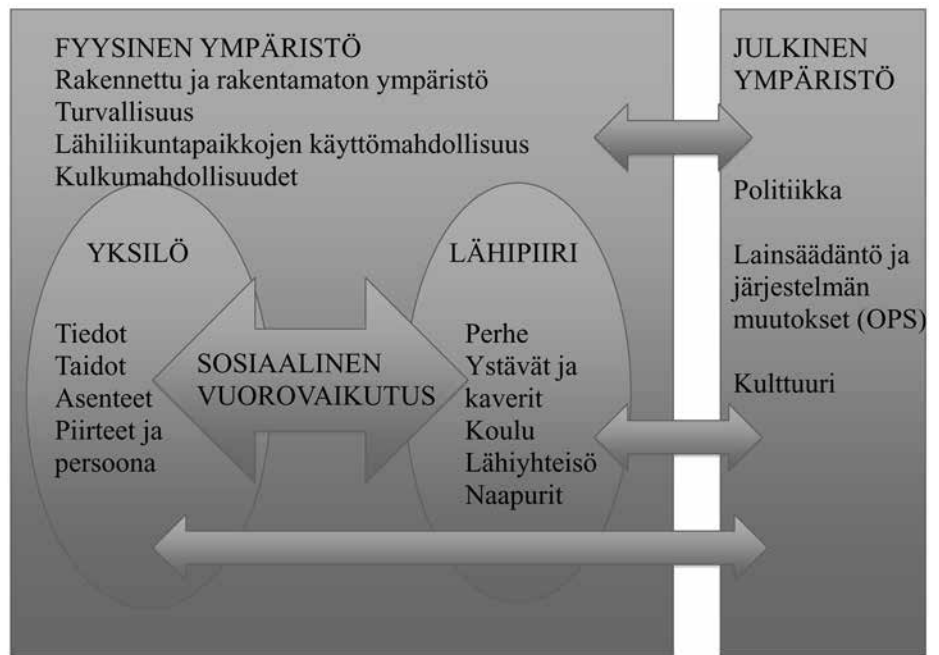 FYYSINEN YMPÄRISTÖ
Rakennettu ja rakentamaton ympäristö
Turvallisuus
Lähiliikuntapaikkojen käyttömahdollisuus
Kulkumahdollisuudet
YKSILÖ
Tiedot
Taidot
Asenteet
Piirteet ja
persoona
SOSIAALINEN
VUOROVAIKUTUS
LÄHIPIIRI
Perhe
Ystävät ja
kaverit
Koulu
Lähiyhteisö
Naapurit
JULKINEN
YMPÄRISTÖ
Politiikka
Lainsäädäntö ja
järjestelmän
muutokset (OPS)
Kulttuuri